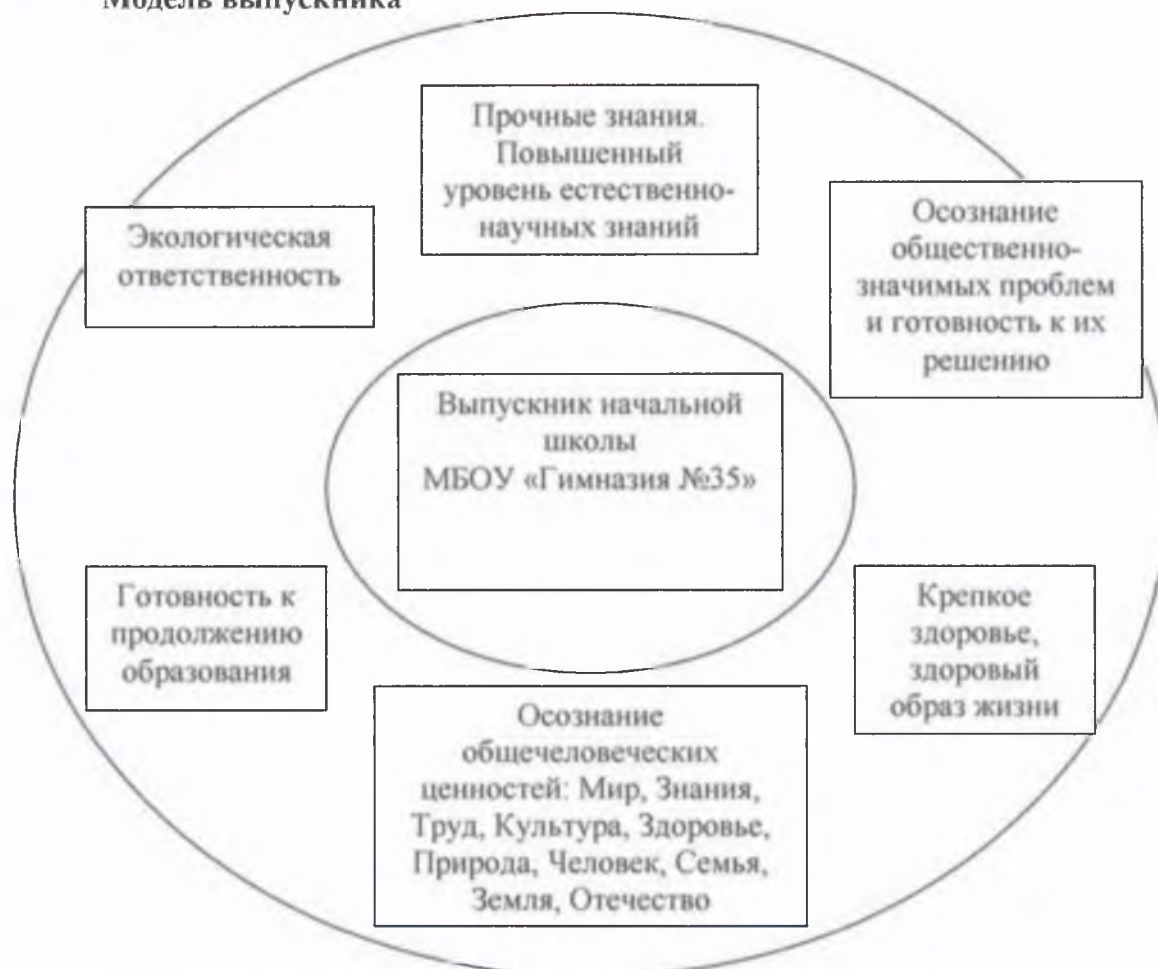 Модель выпускника
Прочные знания.
Повышенный
уровень естественно-
научных знаний
Экологическая
ответственность
Осознание
общественно-
значимых проблем
и готовность к их
решению
Выпускник начальной
школы
МБОУ «Гимназия №35»
Готовность к
продолжению
образования
Крепкое
здоровье,
здоровый
образ жизни
Осознание
общечеловеческих
ценностей: Мир, Знания,
Труд, Культура, Здоровье,
Природа, Человек, Семья,
Земля, Отечество